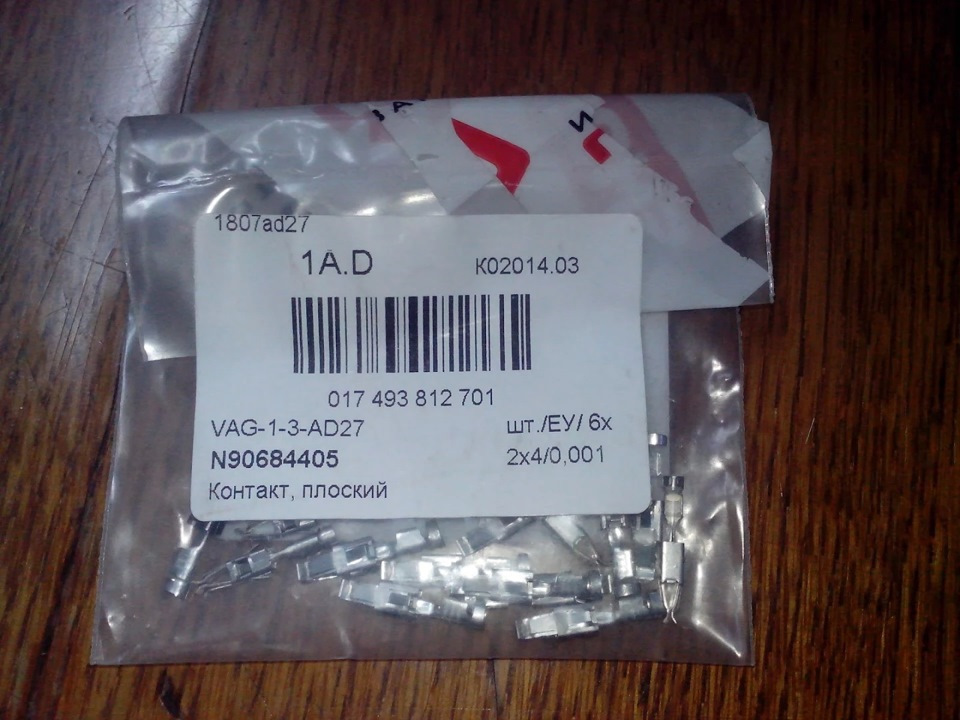 И
1807ad27
1A.D
K02014.03
017 493 812 701
VAG-1-3-AD27
шт./EУ/ 6x
N90684405
2x4/0,001
Контакт, плоский